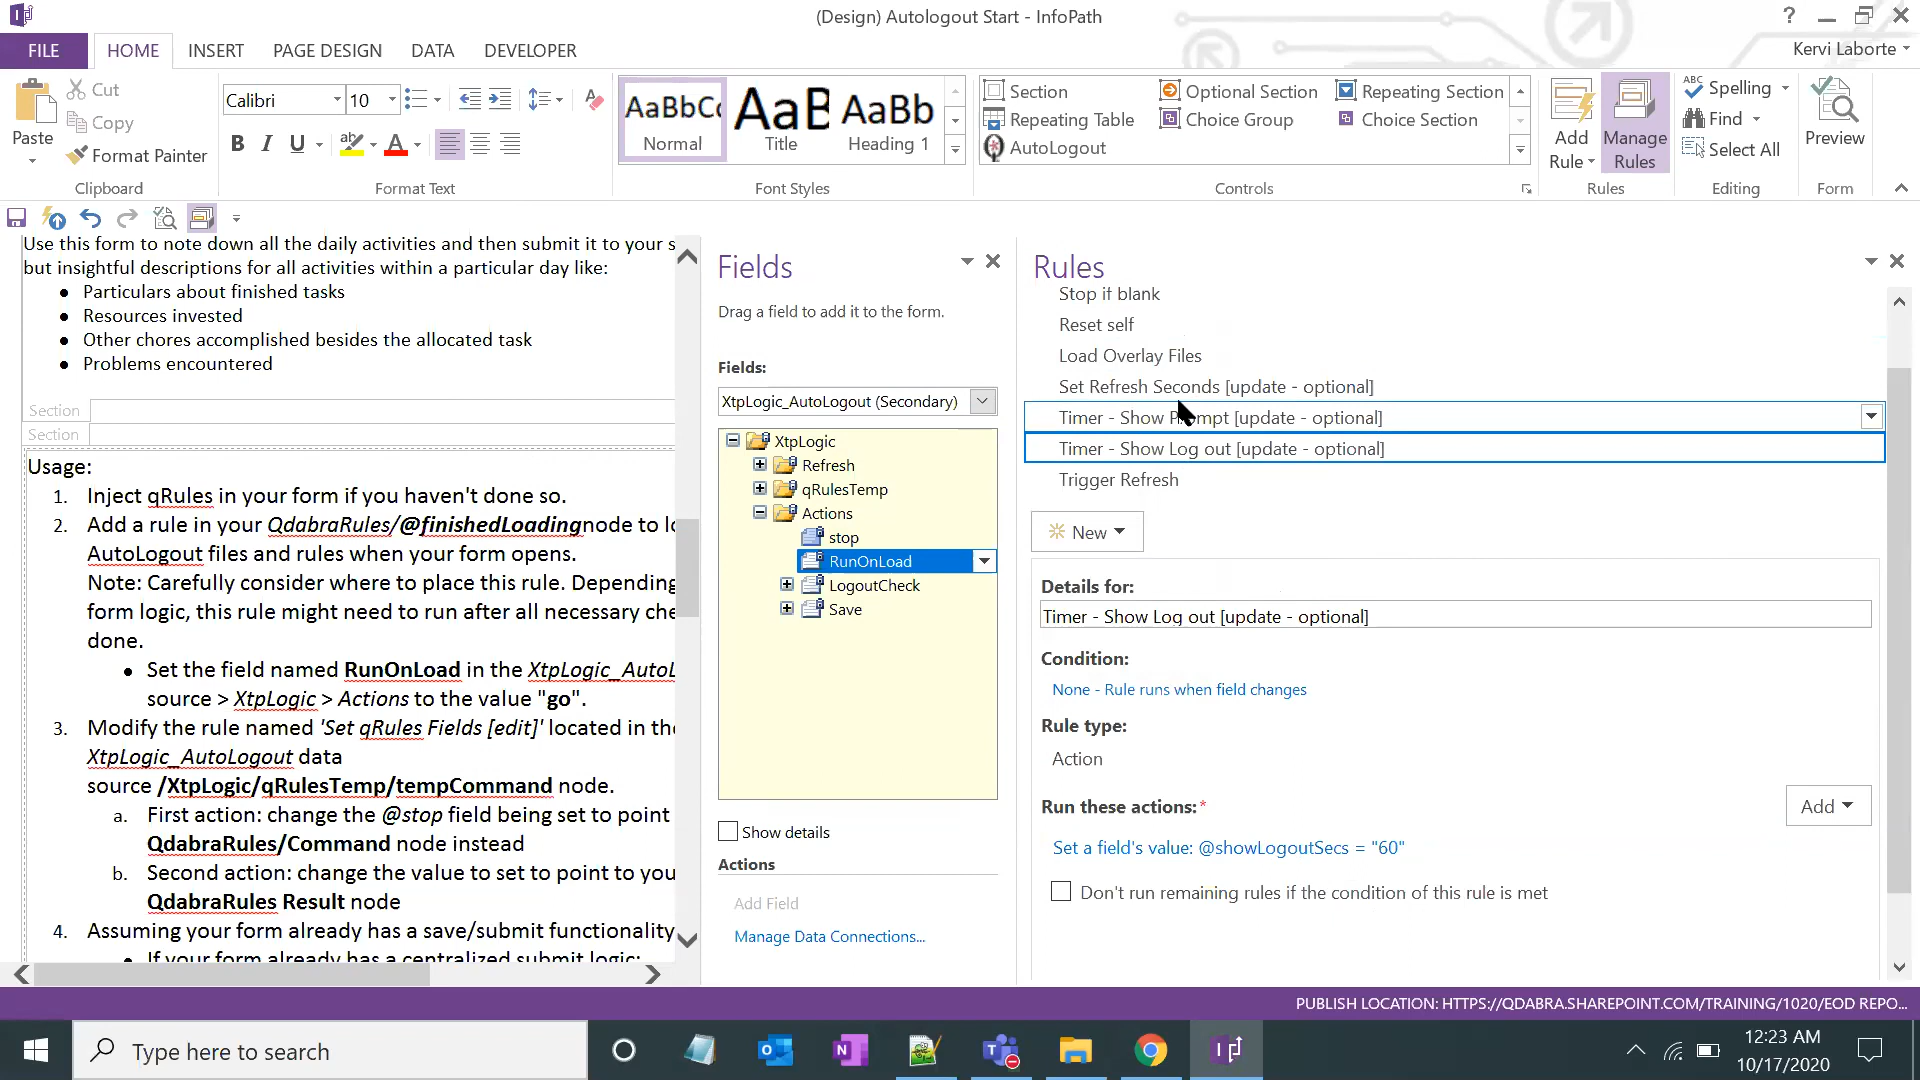 (Design) Autologout Start - InfoPath
?
FILE
HOME
INSERT
PAGE DESIGN
DATA
DEVELOPER
Kervi Laborte
Paste
Cut
Copy
Format Painter
Clipboard
Calibri
10
B I U
Format Text
AaBbCc
Normal
AaB
Title
AaBb
Heading 1
Font Styles
Section
Optional Section
Repeating Section
Repeating Table
Choice Group
Choice Section
AutoLogout
Controls
Add
Rule
Manage
Rules
Rules
Spelling
Find
Select All
Editing
Preview
Form
Use this form to note down all the daily activities and then submit it to your s
but insightful descriptions for all activities within a particular day like:
Particulars about finished tasks
Resources invested
Other chores accomplished besides the allocated task
Problems encountered
Section
Section
Usage:
1. Inject qRules in your form if you haven't done so.
2. Add a rule in your QdabraRules/@finishedLoadingnode to lo
AutoLogout files and rules when your form opens.
Note: Carefully consider where to place this rule. Depending
form logic, this rule might need to run after all necessary che
done.
Set the field named RunOnLoad in the XtpLogic_AutoL
source > XtpLogic > Actions to the value "go".
3. Modify the rule named 'Set qRules Fields [edit]' located in the
XtpLogic_AutoLogout data
source /XtpLogic/qRulesTemp/tempCommand node.
a. First action: change the @stop field being set to point
QdabraRules/Command node instead
b. Second action: change the value to set to point to you
QdabraRules Result node
4. Assuming your form already has a save/submit functionality
If your form already has a centralized submit logic:
Fields
Drag a field to add it to the form.
Fields:
XtpLogic_AutoLogout (Secondary)
XtpLogic
Refresh
qRulesTemp
Actions
stop
RunOnLoad
LogoutCheck
Save
Show details
Actions
Add Field
Manage Data Connections...
Rules
Stop if blank
Reset self
Load Overlay Files
Set Refresh Seconds [update - optional]
Timer - Show Prompt [update - optional]
Timer - Show Log out [update - optional]
Trigger Refresh
New
Details for:
Timer - Show Log out [update - optional]
Condition:
None - Rule runs when field changes
Rule type:
Action
Run these actions:*
Add
Set a field's value: @showLogoutSecs = "60"
Don't run remaining rules if the condition of this rule is met
PUBLISH LOCATION: HTTPS://QDABRA.SHAREPOINT.COM/TRAINING/1020/EOD REPO...
Type here to search
12:23 AM
10/17/2020